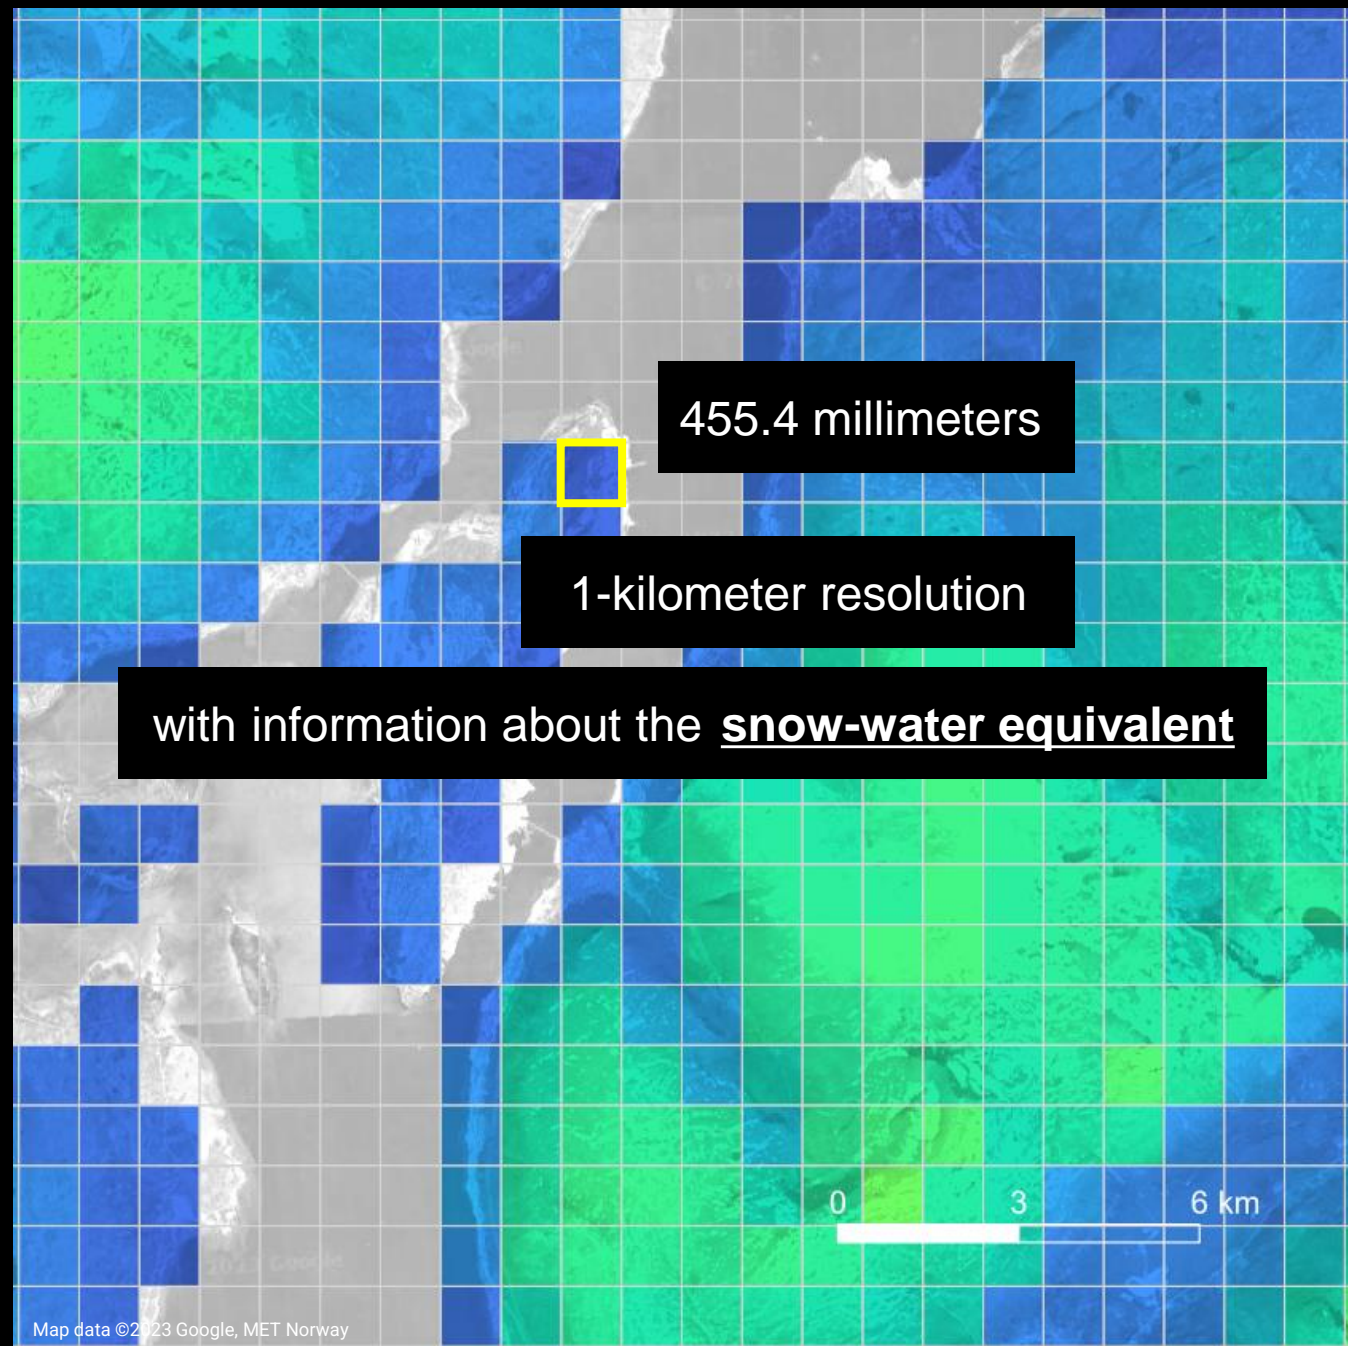 455.4 millimeters
1-kilometer resolution
with information about the snow-water equivalent
0 3 6 km
Map data ©2023 Google, MET Norway